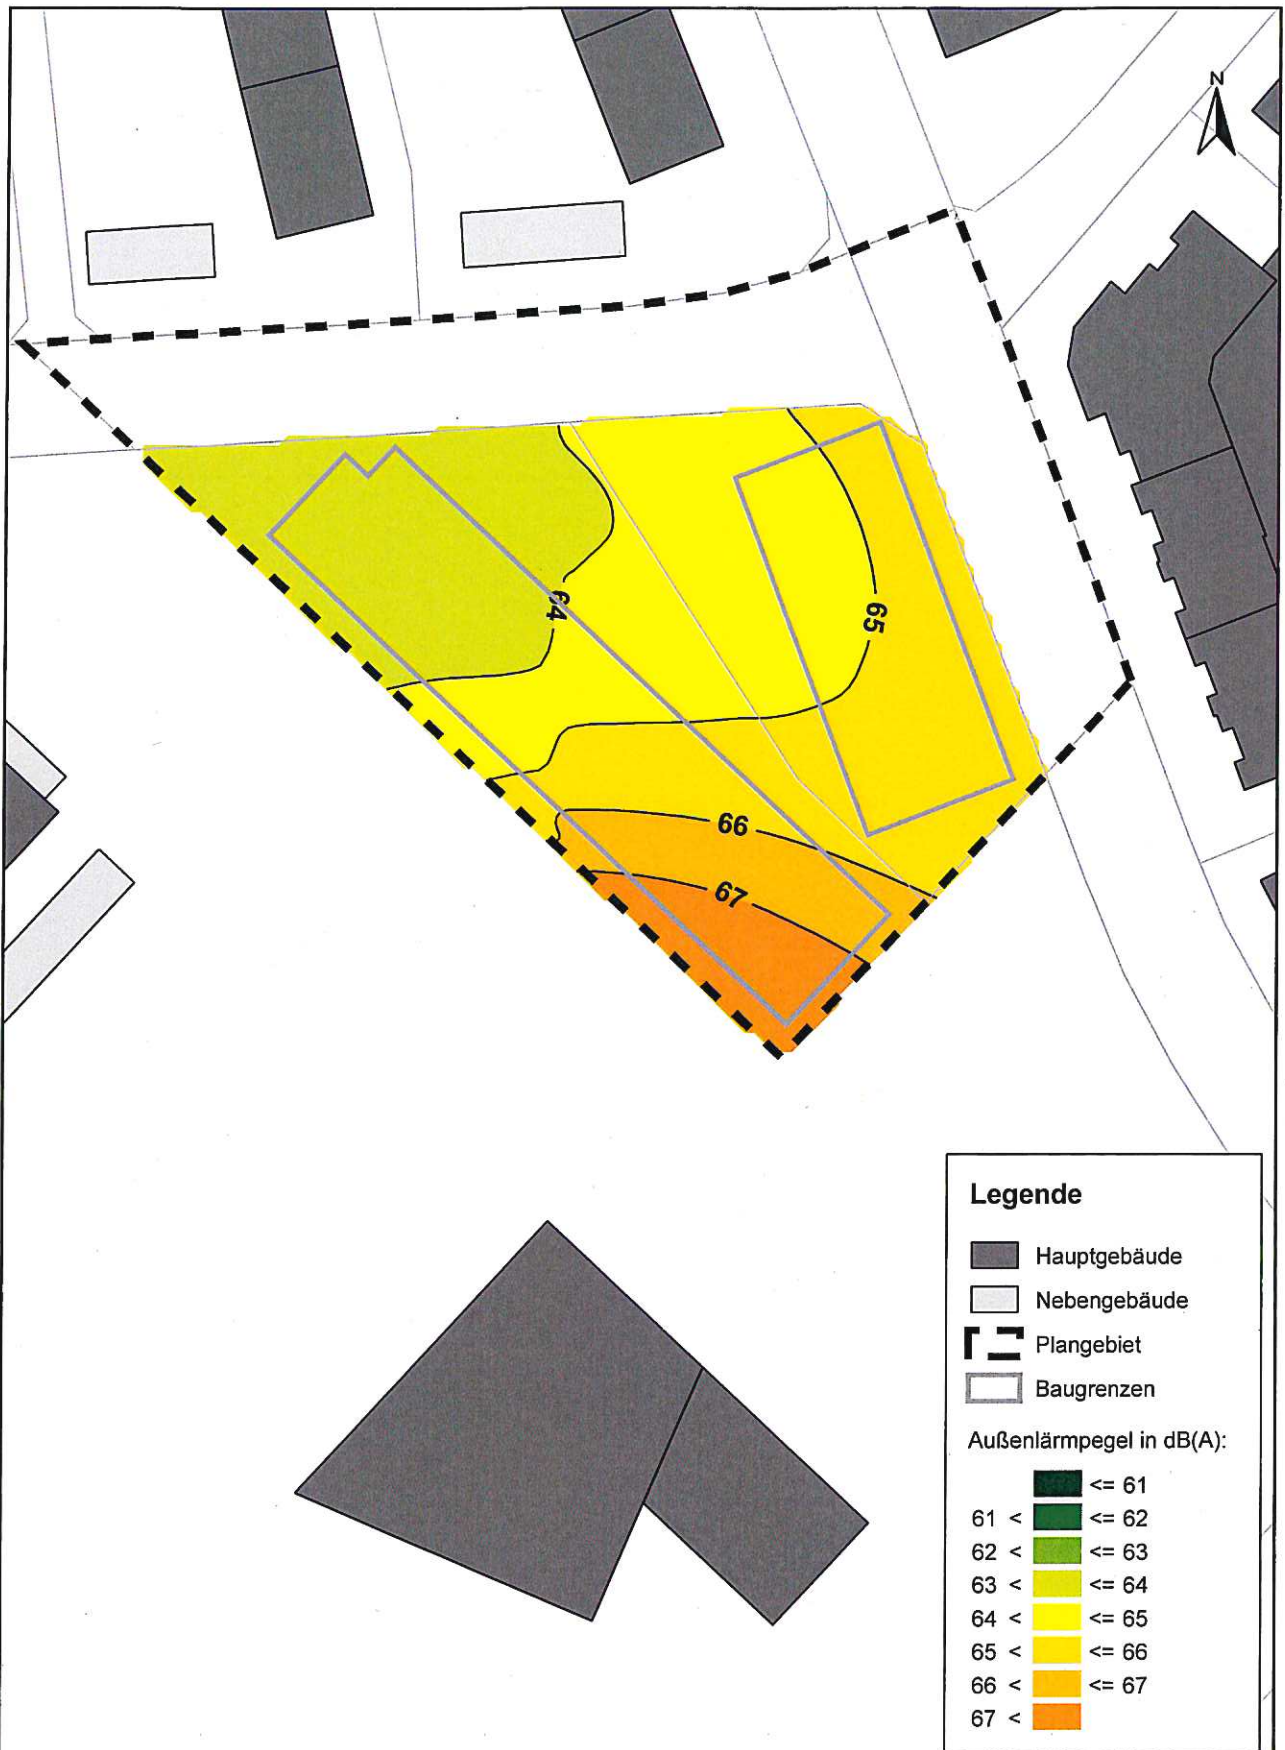 N
64
65
66
67
Legende
Hauptgebäude
Nebengebäude
Plangebiet
Baugrenzen
Außenlärmpegel in dB(A):
<= 61
61 < <= 62
62 < <= 63
63 < <= 64
64 < <= 65
65 < <= 66
66 < <= 67
67 <